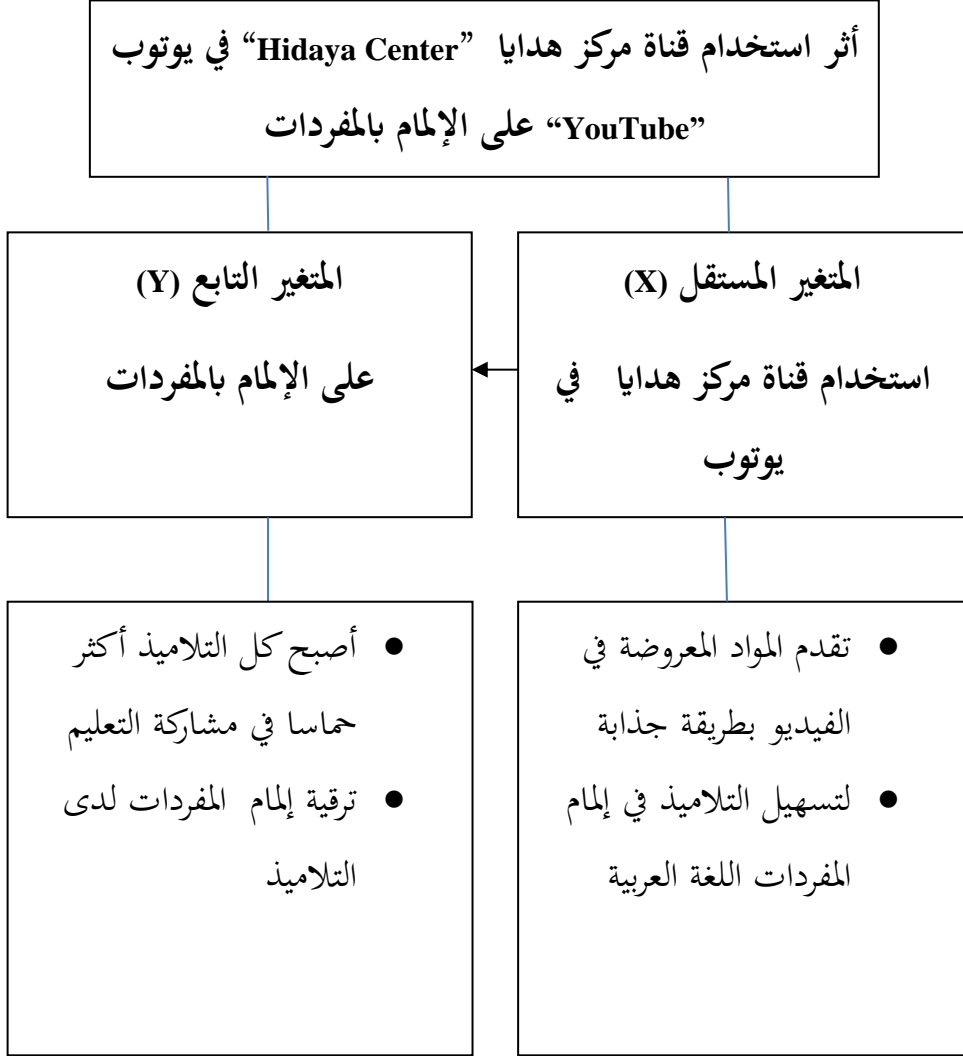 أثر استخدام قناة مركز هدايا “Hidaya Center” في يوتوب
“YouTube” على الإلمام بالمفردات
المتغير المستقل (X)
استخدام قناة مركز هدايا في
يوتوب
المتغير التابع (Y)
على الإلمام بالمفردات
● تقدم المواد المعروضة في
الفيديو بطريقة جذابة
● لتسهيل التلاميذ في إلمام
المفردات اللغة العربية
● أصبح كل التلاميذ أكثر
حماسا في مشاركة التعليم
● ترقية إلمام المفردات لدى
التلاميذ